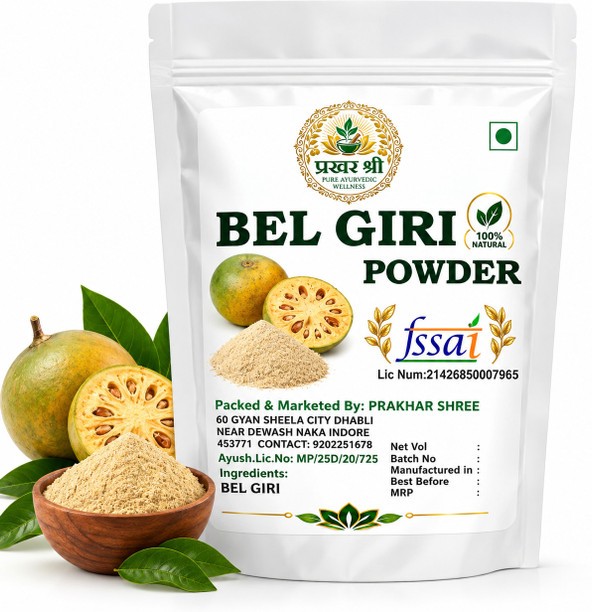 प्रखर श्री
PURE AYURVEDIC
WELLNESS
BEL GIRI
100%
NATURAL
POWDER
fssai
Lic Num:21426850007965
Packed & Marketed By: PRAKHAR SHREE
60 GYAN SHEELA CITY DHABLI
NEAR DEWASH NAKA INDORE
453771 CONTACT: 9202251678
Ayush.Lic.No: MP/25D/20/725
Ingredients:
BEL GIRI
Net Vol :
Batch No :
Manufactured in :
Best Before :
MRP :